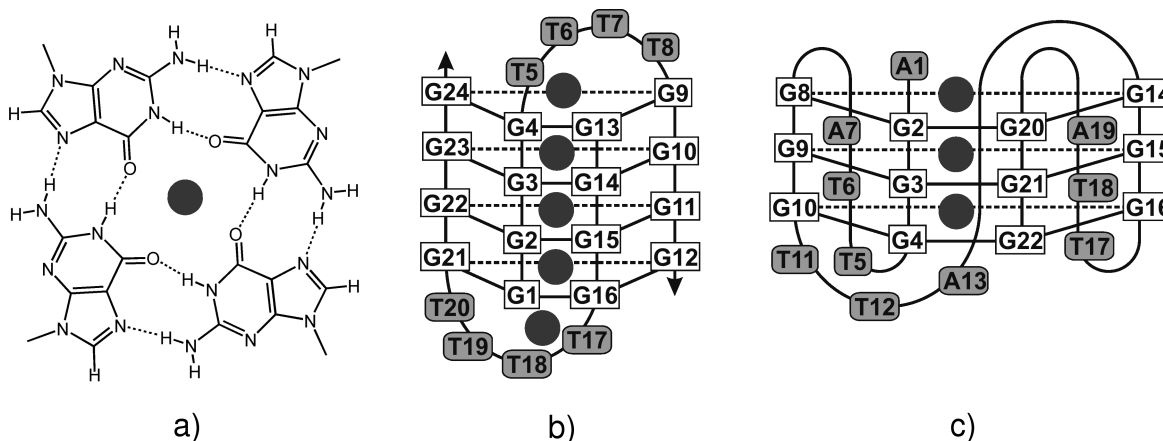 H
N
N
H
N
H
H
N
N
N
H
O
O
N
N
N
H
H
N
H
N
H
H
N
N
H
O
O
H
N
N
N
H
N
H
N
N
H
N
H
H
a)
T6
T7
T5
T8
G24
G9
G4
G13
G23
G10
G3
G14
G22
G11
G2
G15
G21
G12
G1
G16
T20
T17
T19
T18
b)
A1
G8
G14
G2
G20
A7
A19
G9
G15
G3
G21
T6
T18
G10
G16
G4
G22
T11
T5
A13
T17
T12
c)